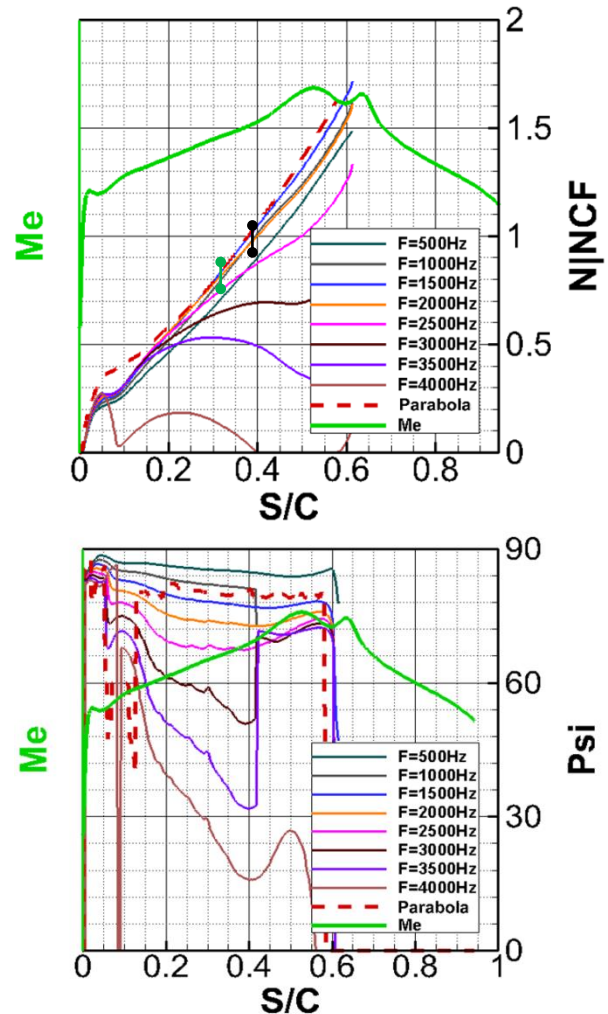 2
1.5
1
0.5
0
N|NCF
Me
F=500Hz
F=1000Hz
F=1500Hz
F=2000Hz
F=2500Hz
F=3000Hz
F=3500Hz
F=4000Hz
Parabola
Me
0 0.2 0.4 0.6 0.8
S/C
90
60
30
0
Psi
Me
F=500Hz
F=1000Hz
F=1500Hz
F=2000Hz
F=2500Hz
F=3000Hz
F=3500Hz
F=4000Hz
Parabola
Me
0 0.2 0.4 0.6 0.8 1
S/C